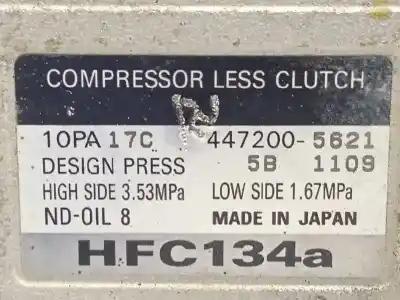 COMPRESSOR LESS CLUTCH
10PA 17C 447200-5621
DESIGN PRESS 5B 1109
HIGH SIDE 3.53MPa LOW SIDE 1.67MPa
ND-OIL 8 MADE IN JAPAN
HFC134a